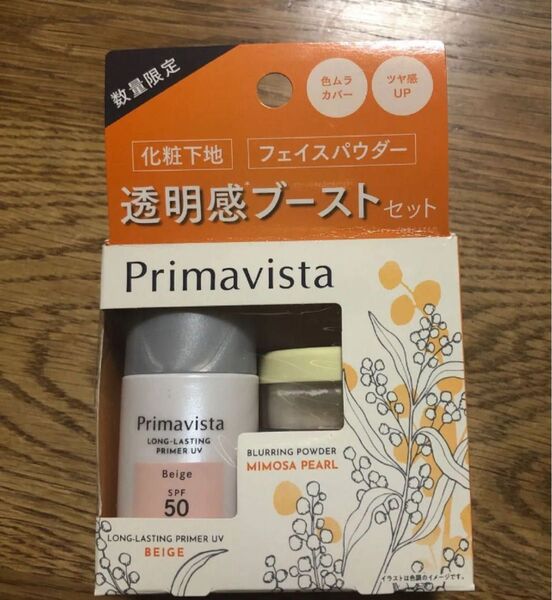 数量限定
色ムラ
カバー
ツヤ感
UP
化粧下地
フェイスパウダー
透明感ブーストセット
Primavista
Primavista
LONG-LASTING
PRIMER UV
Beige
SPF
50
BLURRING POWDER
MIMOSA PEARL
LONG-LASTING PRIMER UV
BEIGE
イラストは色調のイメージです。